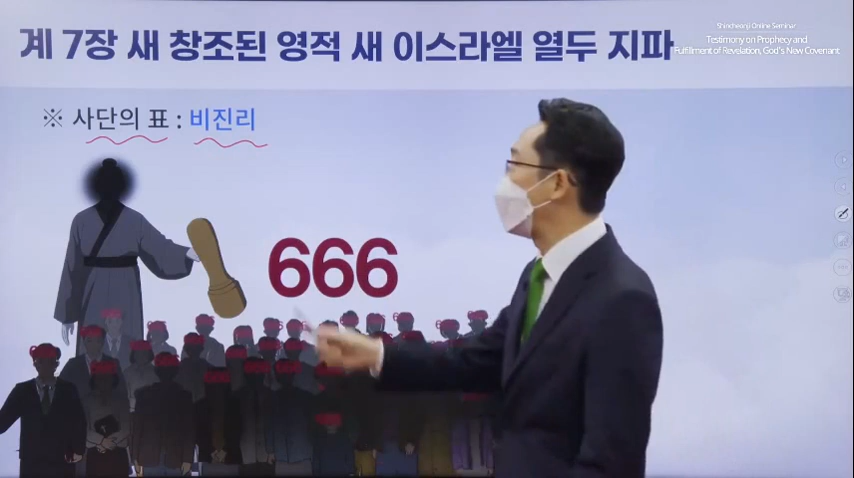 계 7장 새 창조된 영적 새 이스라엘 열두 지파
Shincheonji Online Seminar
Testimony on Prophecy and
Fulfillment of Revelation, God's New Covenant
※ 사단의 표 : 비진리
666